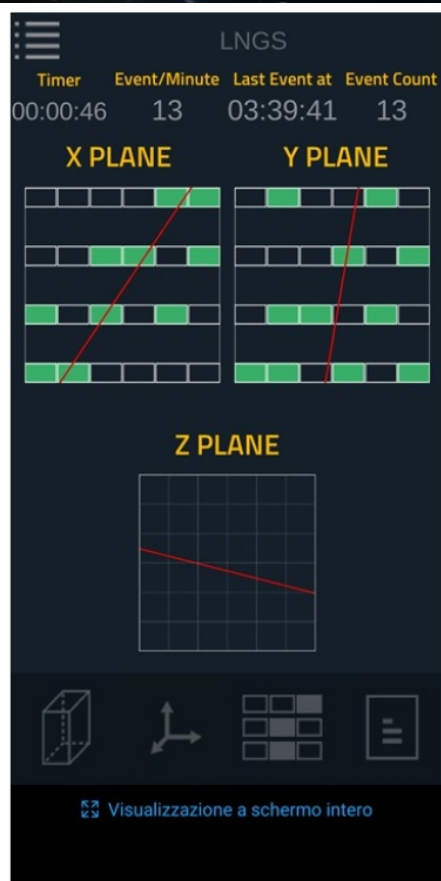 LNGS
Timer Event/Minute Last Event at Event Count
00:00:46 13 03:39:41 13
X PLANE Y PLANE
Z PLANE
Visualizzazione a schermo intero